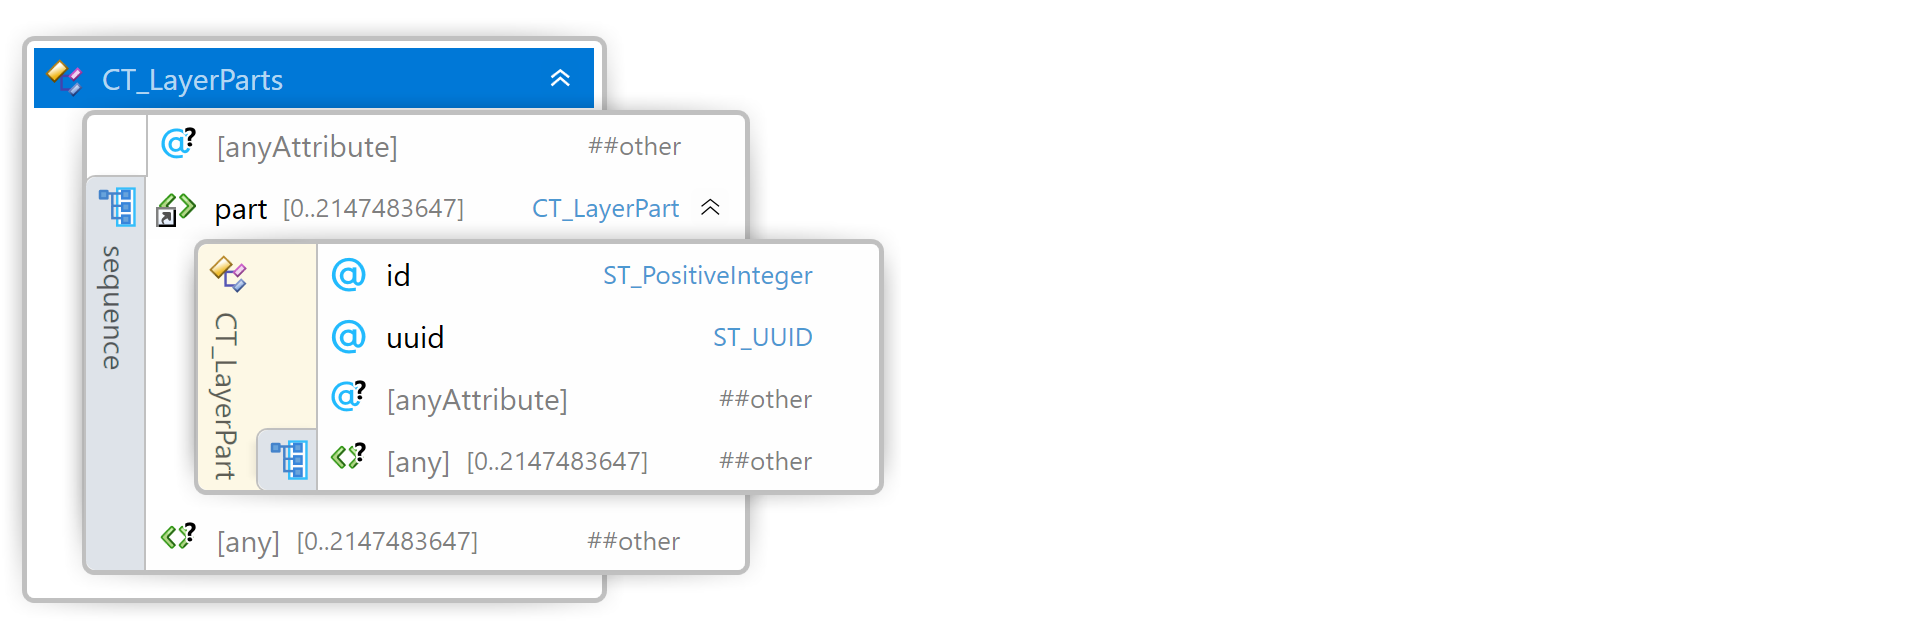 CT_LayerParts
[anyAttribute] ##other
sequence
part [0..2147483647] CT_LayerPart
CT_LayerPart
@ id ST_PositiveInteger
@ uuid ST_UUID
[anyAttribute] ##other
[any] [0..2147483647] ##other
[any] [0..2147483647] ##other